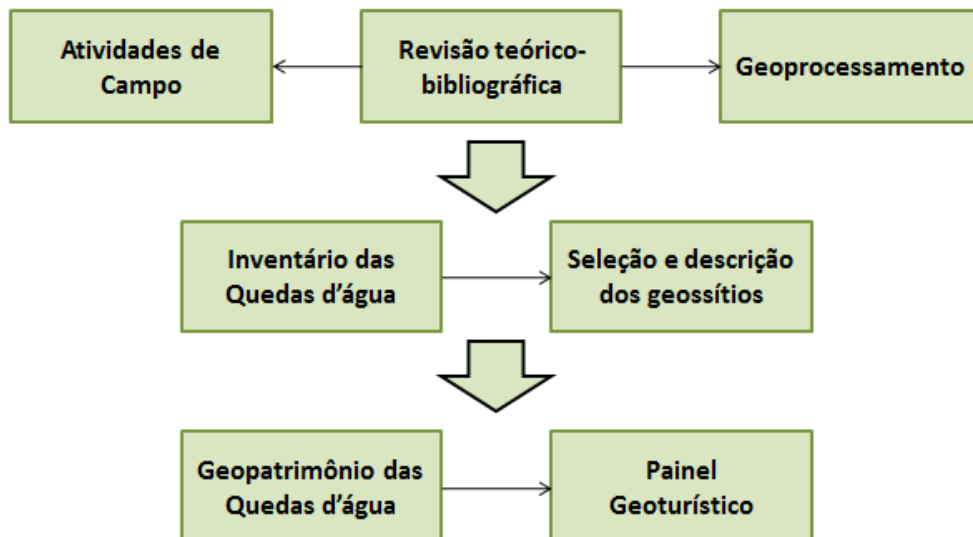 Atividades de
Campo
Revisão teórico-
bibliográfica
Geoprocessamento
Inventário das
Quedas d’água
Seleção e descrição
dos geossítios
Geopatrimônio das
Quedas d’água
Painel
Geoturístico